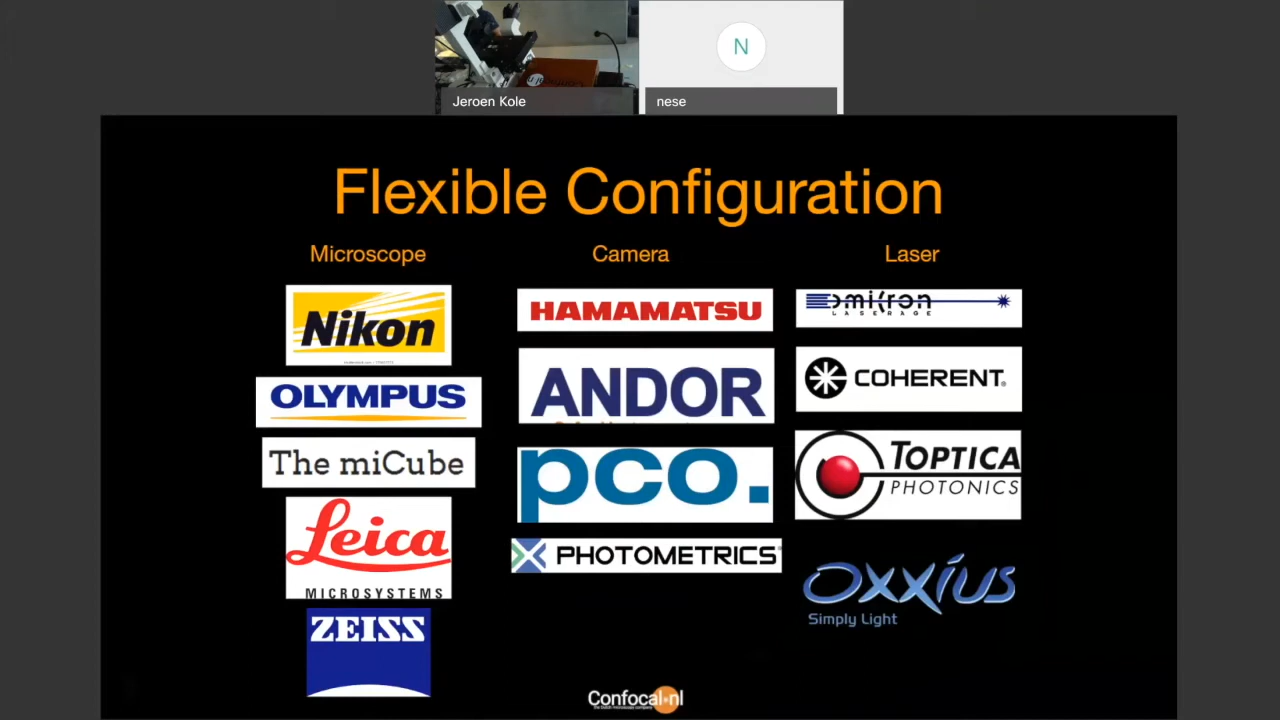 Jeroen Kole
N
nese
Flexible Configuration
Microscope
Camera
Laser
Nikon
OLYMPUS
The miCube
Leica
MICROSYSTEMS
ZEISS
HAMAMATSU
ANDOR
pco.
PHOTOMETRICS
omikron
LASERAGE
COHERENT®
TOPTICA
PHOTONICS
Oxxius
Simply Light
Confocal.nl